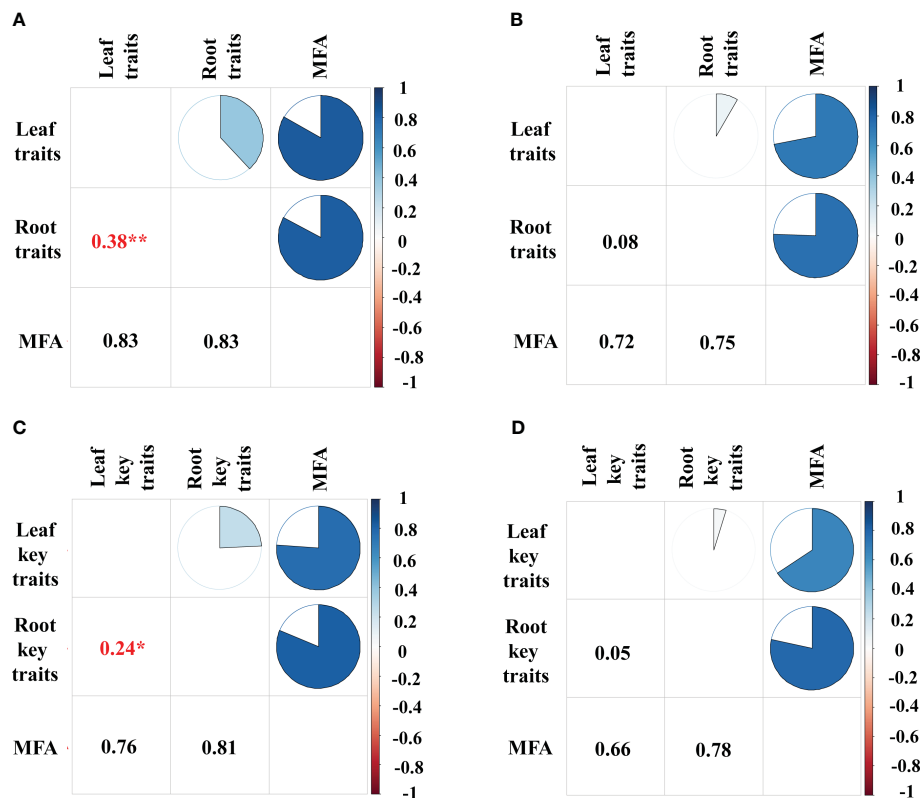 A
Leaf traits
Root traits
MFA
Leaf
traits
Root
traits
0.38**
MFA
0.83
0.83
1
0.8
0.6
0.4
0.2
0
-0.2
-0.4
-0.6
-0.8
-1
B
Leaf traits
Root traits
MFA
Leaf
traits
Root
traits
0.08
MFA
0.72
0.75
1
0.8
0.6
0.4
0.2
0
-0.2
-0.4
-0.6
-0.8
-1
C
Leaf
key
traits
Root
key
traits
MFA
Leaf
key
traits
Root
key
traits
0.24*
MFA
0.76
0.81
1
0.8
0.6
0.4
0.2
0
-0.2
-0.4
-0.6
-0.8
-1
D
Leaf
key
traits
Root
key
traits
MFA
Leaf
key
traits
Root
key
traits
0.05
MFA
0.66
0.78
1
0.8
0.6
0.4
0.2
0
-0.2
-0.4
-0.6
-0.8
-1